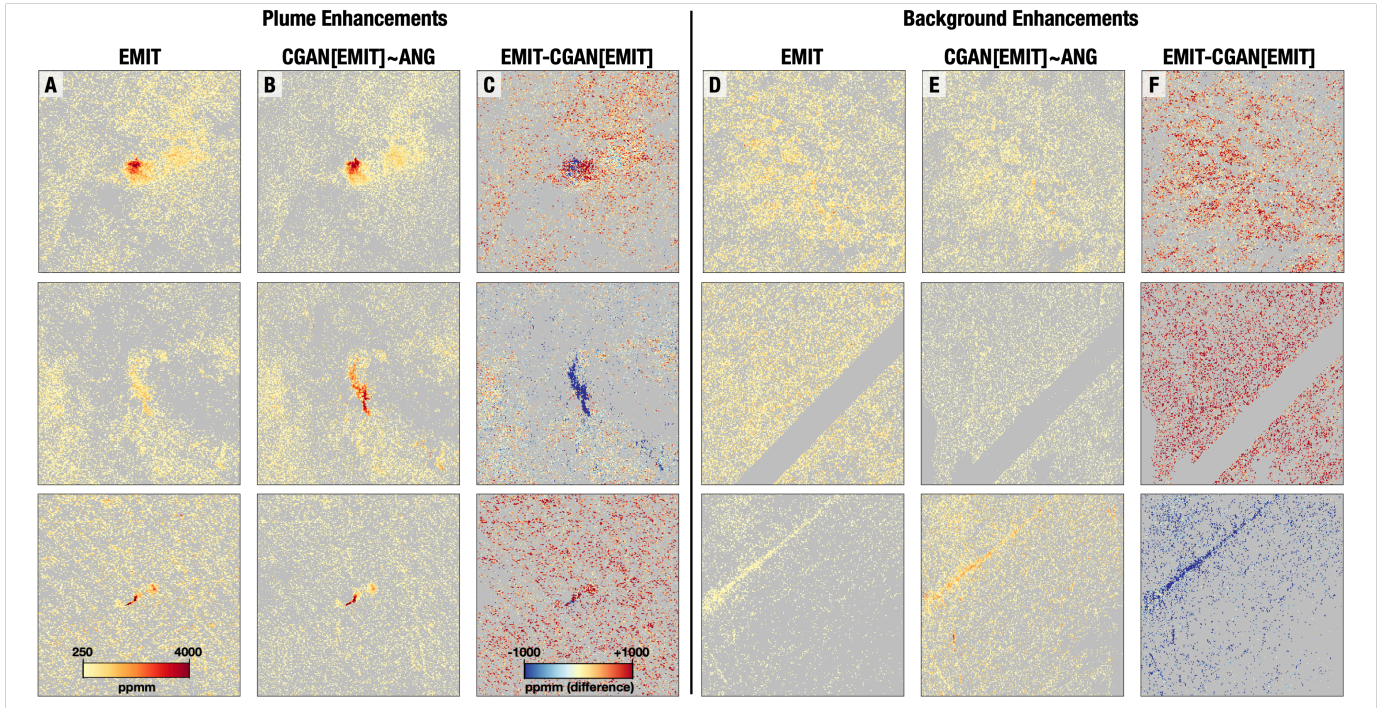 Plume Enhancements
Background Enhancements
EMIT
CGAN[EMIT]~ANG
EMIT-CGAN[EMIT]
EMIT
CGAN[EMIT]~ANG
EMIT-CGAN[EMIT]
A
B
C
D
E
F
250
4000
ppmm
-1000
+1000
ppmm (difference)